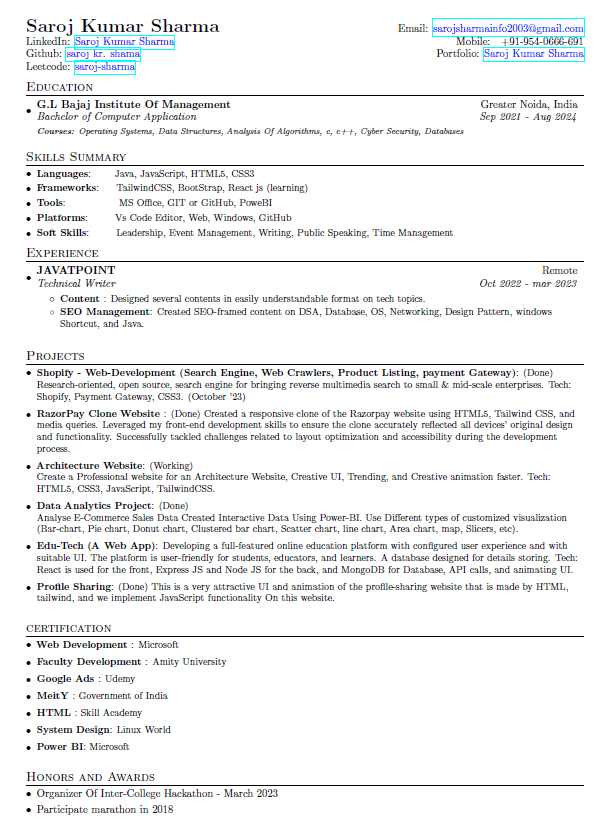 Saroj Kumar Sharma
Email: sarojsharmainfo2003@gmail.com
LinkedIn: Saroj Kumar Sharma
Mobile: +91-954-0666-691
Github: saroj kr. shama
Portfolio: Saroj Kumar Sharma
Leetcode: saroj-sharma
Education
• G.L Bajaj Institute Of Management Greater Noida, India
Bachelor of Computer Application Sep 2021 - Aug 2024
Courses: Operating Systems, Data Structures, Analysis Of Algorithms, c, c++, Cyber Security, Databases
Skills Summary
• Languages: Java, JavaScript, HTML5, CSS3
• Frameworks: TailwindCSS, BootStrap, React js (learning)
• Tools: MS Office, GIT or GitHub, PoweBI
• Platforms: Vs Code Editor, Web, Windows, GitHub
• Soft Skills: Leadership, Event Management, Writing, Public Speaking, Time Management
Experience
• JAVATPOINT Remote
Technical Writer Oct 2022 - mar 2023
◦ Content : Designed several contents in easily understandable format on tech topics.
◦ SEO Management: Created SEO-framed content on DSA, Database, OS, Networking, Design Pattern, windows
Shortcut, and Java.
Projects
• Shopify - Web-Development (Search Engine, Web Crawlers, Product Listing, payment Gateway): (Done)
Research-oriented, open source, search engine for bringing reverse multimedia search to small & mid-scale enterprises. Tech:
Shopify, Payment Gateway, CSS3. (October '23)
• RazorPay Clone Website : (Done) Created a responsive clone of the Razorpay website using HTML5, Tailwind CSS, and
media queries. Leveraged my front-end development skills to ensure the clone accurately reflected all devices' original design
and functionality. Successfully tackled challenges related to layout optimization and accessibility during the development
process.
• Architecture Website: (Working)
Create a Professional website for an Architecture Website, Creative UI, Trending, and Creative animation faster. Tech:
HTML5, CSS3, JavaScript, TailwindCSS.
• Data Analytics Project: (Done)
Analyse E-Commerce Sales Data Created Interactive Data Using Power-BI. Use Different types of customized visualization
(Bar-chart, Pie chart, Donut chart, Clustered bar chart, Scatter chart, line chart, Area chart, map, Slicers, etc).
• Edu-Tech (A Web App): Developing a full-featured online education platform with configured user experience and with
suitable UI. The platform is user-friendly for students, educators, and learners. A database designed for details storing. Tech:
React is used for the front, Express JS and Node JS for the back, and MongoDB for Database, API calls, and animating UI.
• Profile Sharing: (Done) This is a very attractive UI and animation of the profile-sharing website that is made by HTML,
tailwind, and we implement JavaScript functionality On this website.
certification
• Web Development : Microsoft
• Faculty Development : Amity University
• Google Ads : Udemy
• MeitY : Government of India
• HTML : Skill Academy
• System Design: Linux World
• Power BI: Microsoft
Honors and Awards
• Organizer Of Inter-College Hackathon - March 2023
• Participate marathon in 2018